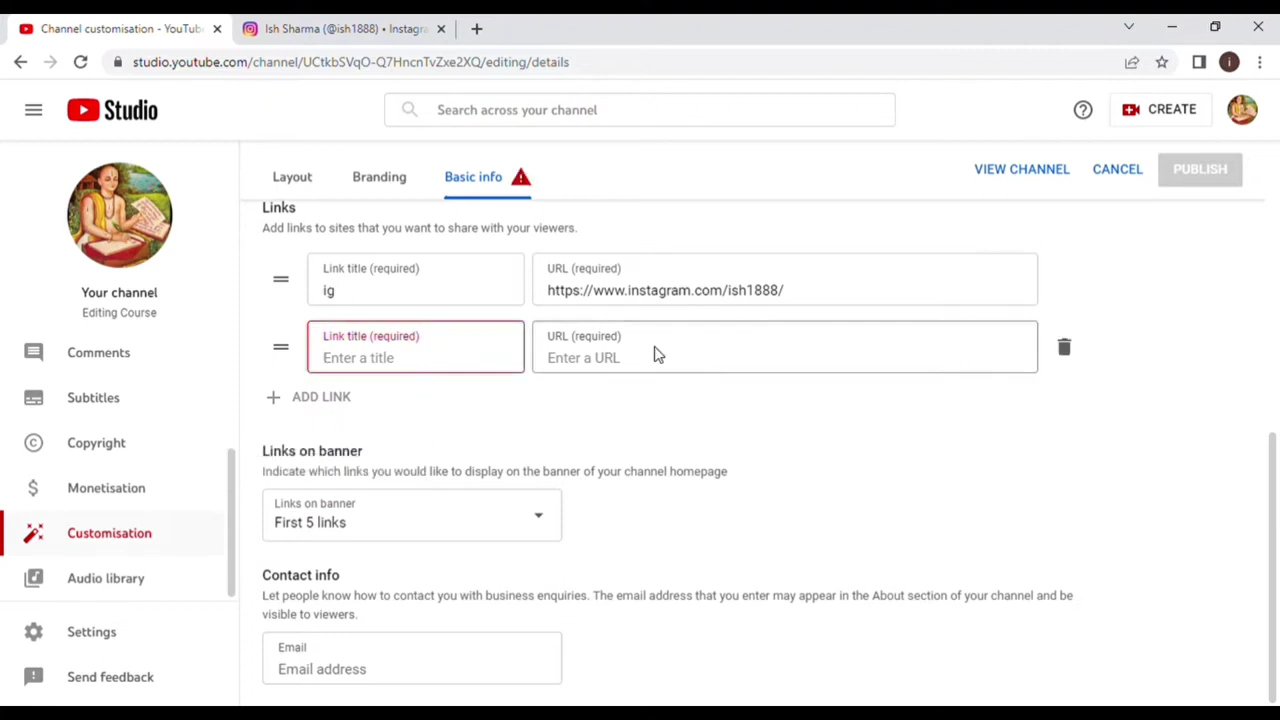 Channel customisation - YouTube
Ish Sharma (@ish1888) • Instagra
studio.youtube.com/channel/UCtkbSVqO-Q7HncnTvZxe2XQ/editing/details
i
Studio
Search across your channel
CREATE
Layout
Branding
Basic info
VIEW CHANNEL
CANCEL
PUBLISH
Your channel
Editing Course
Comments
Subtitles
Copyright
Monetisation
Customisation
Audio library
Settings
Send feedback
Links
Add links to sites that you want to share with your viewers.
Link title (required)
ig
URL (required)
https://www.instagram.com/ish1888/
Link title (required)
Enter a title
URL (required)
Enter a URL
ADD LINK
Links on banner
Indicate which links you would like to display on the banner of your channel homepage
Links on banner
First 5 links
Contact info
Let people know how to contact you with business enquiries. The email address that you enter may appear in the About section of your channel and be
visible to viewers.
Email
Email address